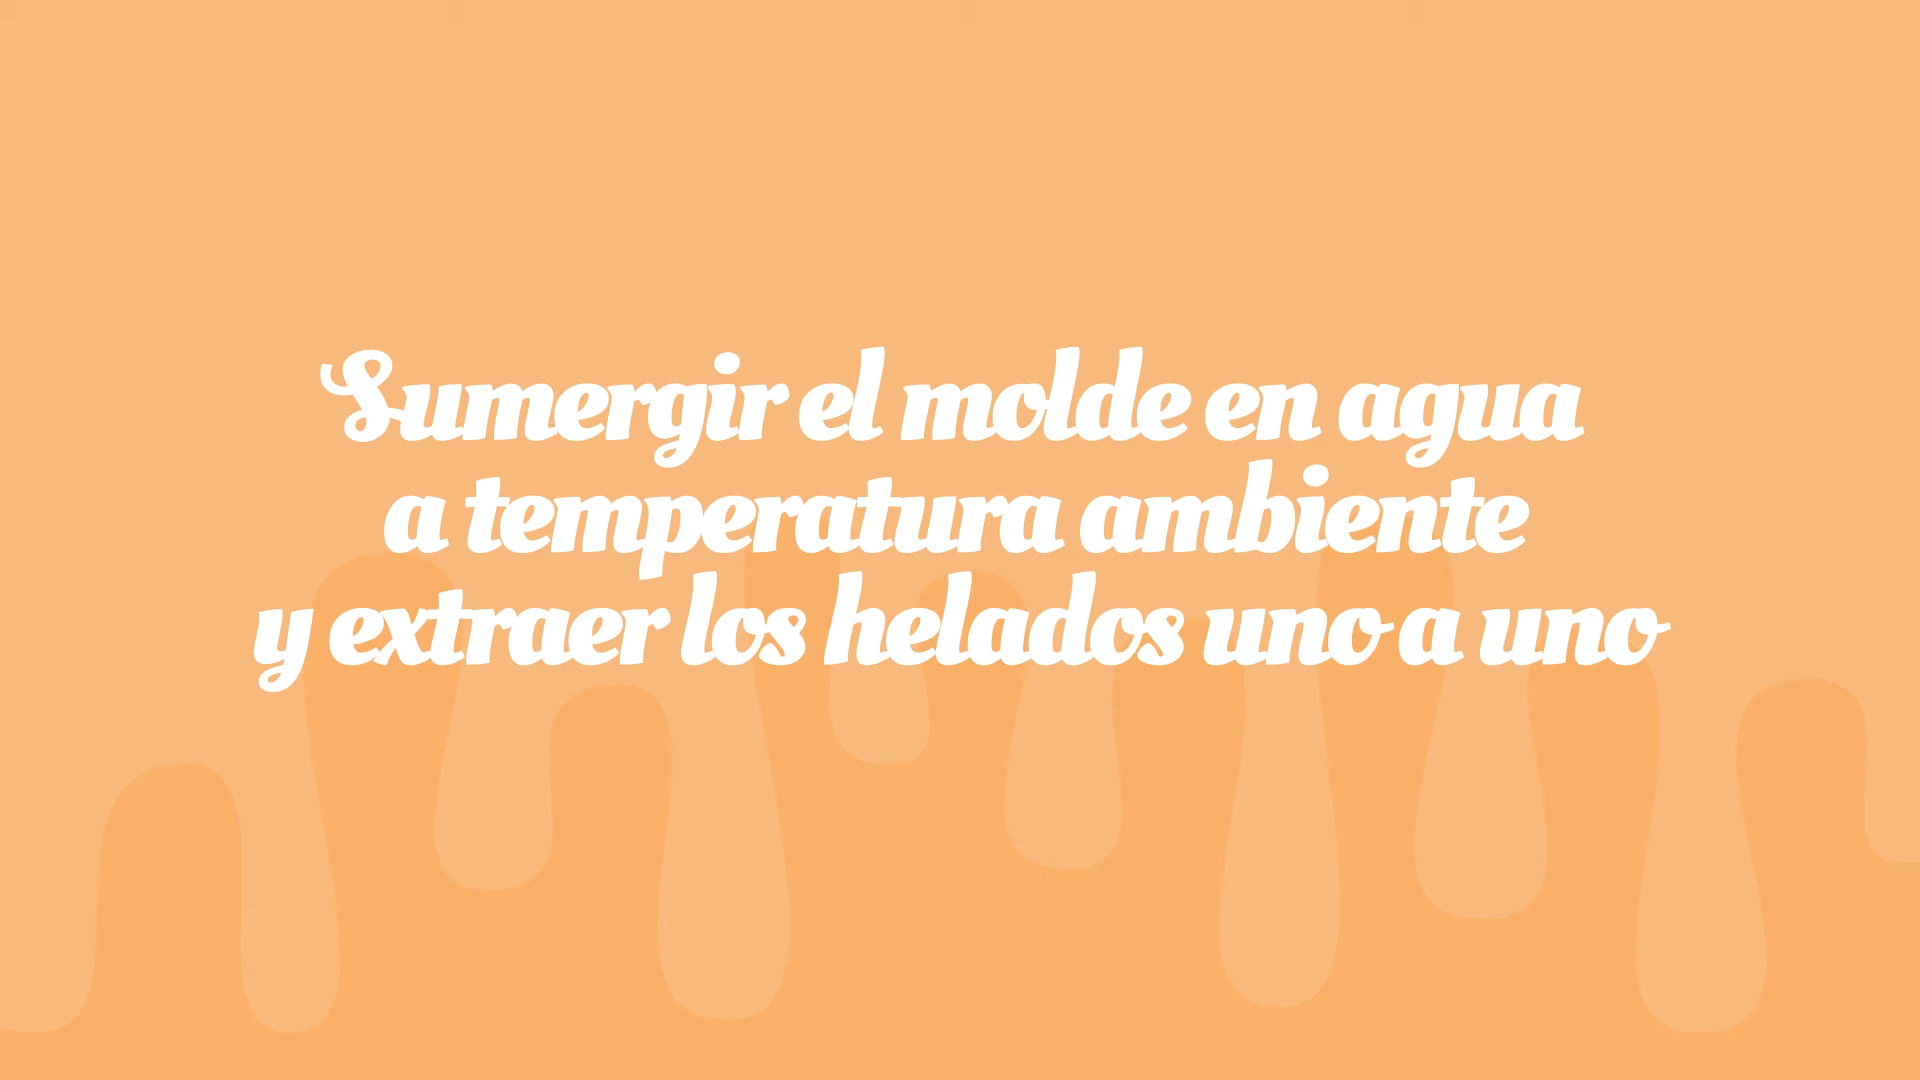 Sumergir el molde en agua
a temperatura ambiente
y extraer los helados uno a uno